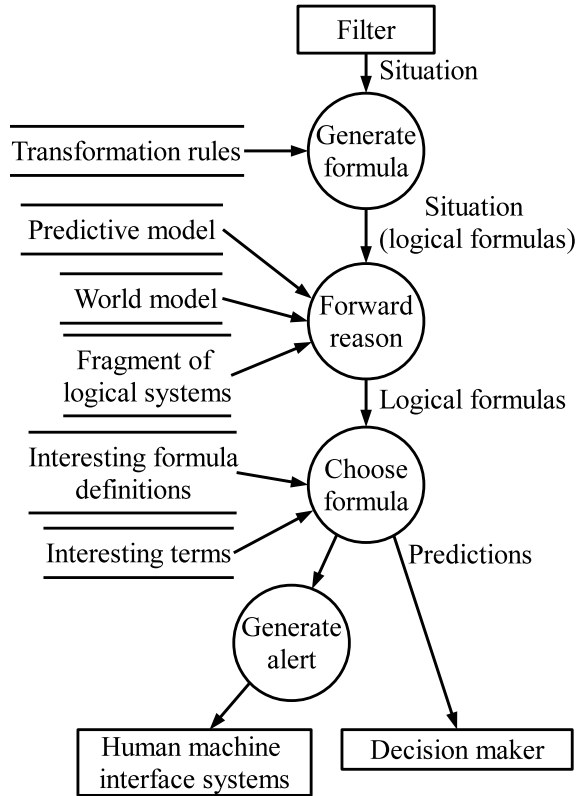 Filter
Situation
Generate
formula
Transformation rules
Situation
(logical formulas)
Predictive model
World model
Forward
reason
Fragment of
logical systems
Logical formulas
Interesting formula
definitions
Choose
formula
Interesting terms
Predictions
Generate
alert
Human machine
interface systems
Decision maker